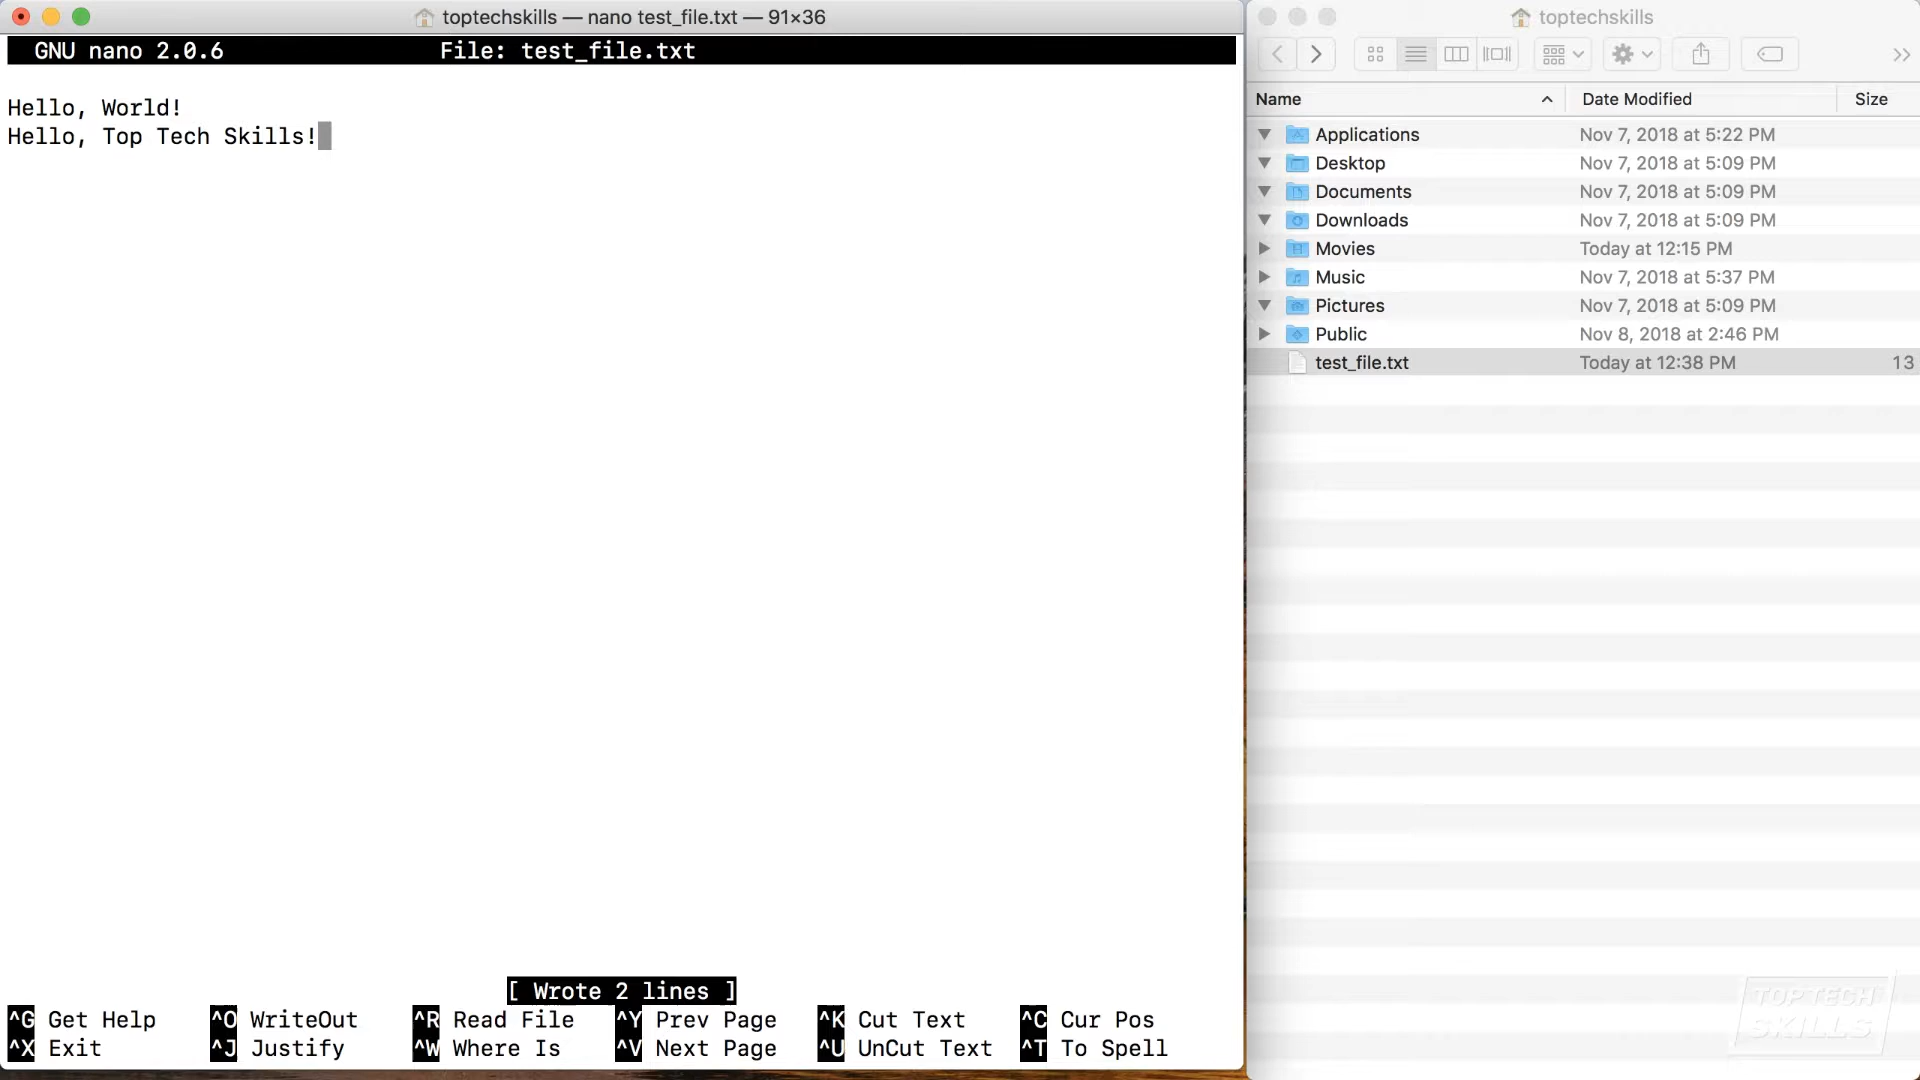 toptechskills — nano test_file.txt — 91×36
GNU nano 2.0.6 File: test_file.txt
Hello, World!
Hello, Top Tech Skills!
[ Wrote 2 lines ]
^G Get Help ^O WriteOut ^R Read File ^Y Prev Page ^K Cut Text ^C Cur Pos
^X Exit ^J Justify ^W Where Is ^V Next Page ^U UnCut Text ^T To Spell
toptechskills
Name Date Modified Size
Applications Nov 7, 2018 at 5:22 PM
Desktop Nov 7, 2018 at 5:09 PM
Documents Nov 7, 2018 at 5:09 PM
Downloads Nov 7, 2018 at 5:09 PM
Movies Today at 12:15 PM
Music Nov 7, 2018 at 5:37 PM
Pictures Nov 7, 2018 at 5:09 PM
Public Nov 8, 2018 at 2:46 PM
test_file.txt Today at 12:38 PM 13
TOP TECH
SKILLS